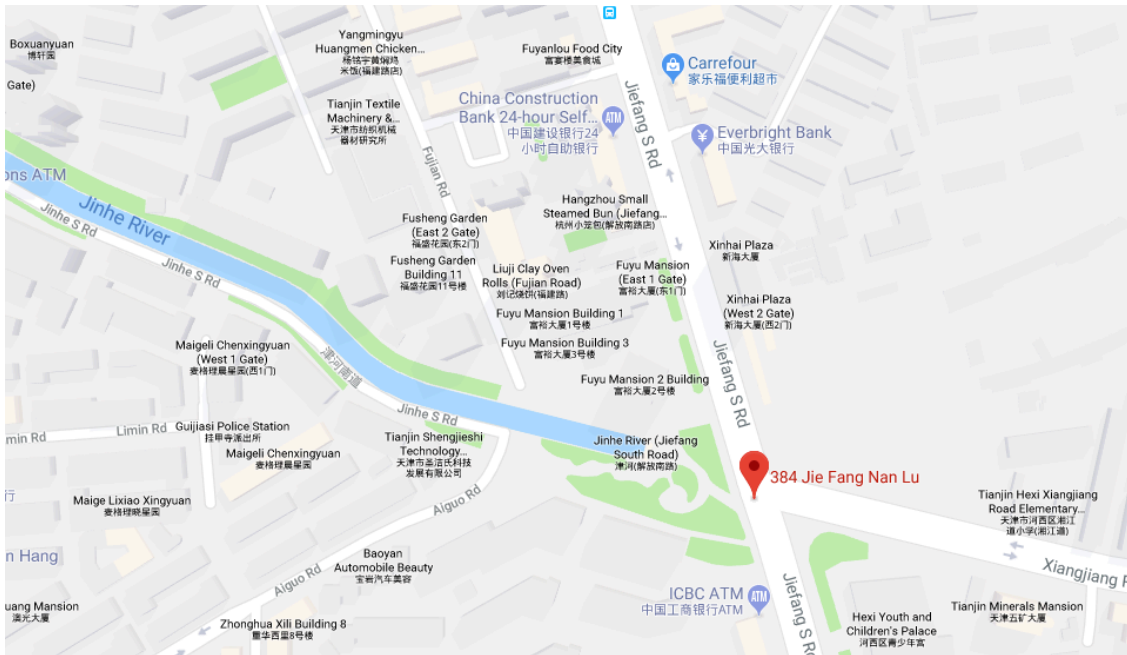 Boxuanyuan
博轩园
Gate)
Yangmingyu
Huangmen Chicken...
杨铭宇黄焖鸡
米饭(福建路店)
Fuyanlou Food City
富宴楼美食城
Carrefour
家乐福便利超市
Tianjin Textile
Machinery &...
天津市纺织机械
器材研究所
China Construction
Bank 24-hour Self...
中国建设银行24
小时自助银行
ATM
Jiefang S Rd
¥
Everbright Bank
中国光大银行
ons ATM
Jinhe River
Jinhe S Rd
Jinhe S Rd
Fujian Rd
Hangzhou Small
Steamed Bun (Jiefang...
杭州小笼包(解放南路店)
Fusheng Garden
(East 2 Gate)
福盛花园(东2门)
Fusheng Garden
Building 11
福盛花园11号楼
Liuji Clay Oven
Rolls (Fujian Road)
刘记烧饼(福建路)
Fuyu Mansion
(East 1 Gate)
富裕大厦(东1门)
Xinhai Plaza
新海大厦
Xinhai Plaza
(West 2 Gate)
新海大厦(西2门)
Fuyu Mansion Building 1
富裕大厦1号楼
Fuyu Mansion Building 3
富裕大厦3号楼
Fuyu Mansion 2 Building
富裕大厦2号楼
Jiefang S Rd
Maigeli Chenxingyuan
(West 1 Gate)
麦格理晨星园(西1门)
津河南道
Jinhe S Rd
min Rd
Limin Rd
Guijiasi Police Station
挂甲寺派出所
Maigeli Chenxingyuan
麦格理晨星园
Tianjin Shengjieshi
Technology...
天津市圣洁氏科技
发展有限公司
Jinhe River (Jiefang
South Road)
津河(解放南路)
384 Jie Fang Nan Lu
厅
Maige Lixiao Xingyuan
麦格理晓星园
Aiguo Rd
Tianjin Hexi Xiangjiang
Road Elementary...
天津市河西区湘江
道小学(湘江道)
n Hang
Baoyan
Automobile Beauty
宝岩汽车美容
Aiguo Rd
Xiangjiang R
ICBC ATM
中国工商银行ATM
ATM
Jiefang S Rd
uang Mansion
澳光大厦
Zhonghua Xili Building 8
重华西里8号楼
Hexi Youth and
Children's Palace
河西区青少年宫
Tianjin Minerals Mansion
天津五矿大厦